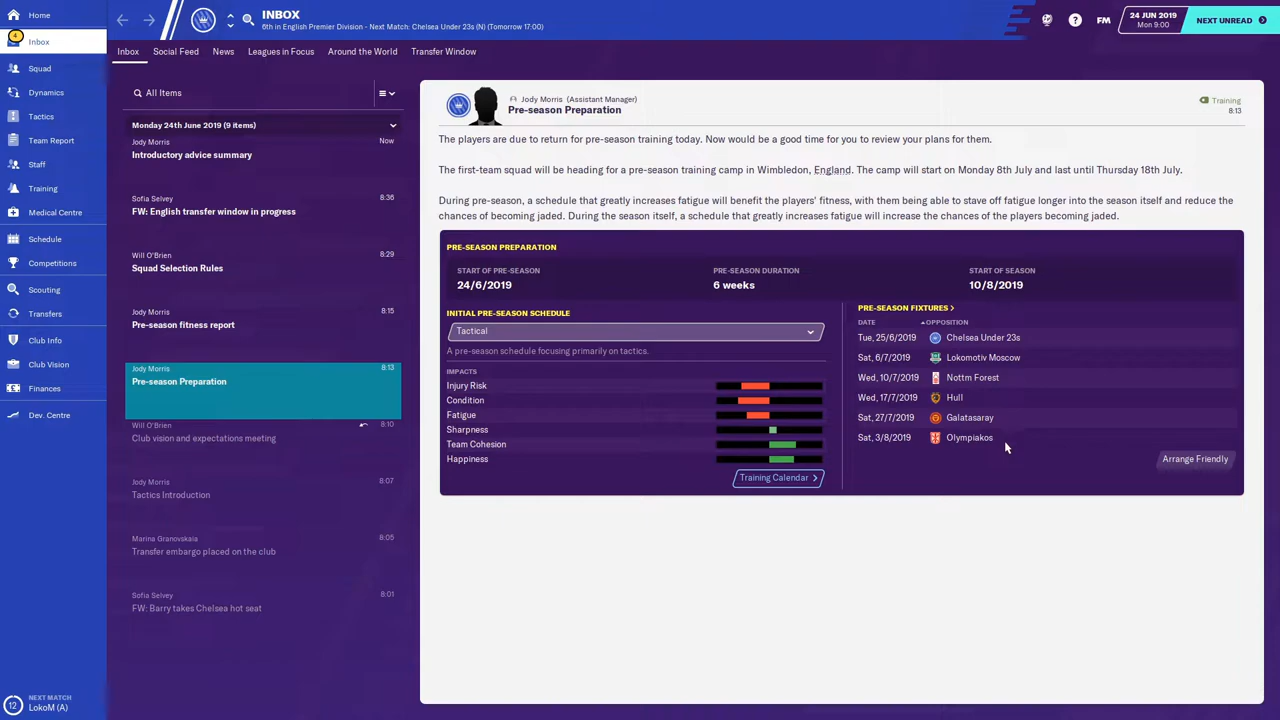 Home
4
Inbox
Squad
Dynamics
Tactics
Team Report
Staff
Training
Medical Centre
Schedule
Competitions
Scouting
Transfers
Club Info
Club Vision
Finances
Dev. Centre
12
NEXT MATCH
LokoM (A)
INBOX
6th in English Premier Division - Next Match: Chelsea Under 23s (N) (Tomorrow 17:00)
FM
24 JUN 2019
Mon 9:00
NEXT UNREAD
Inbox
Social Feed
News
Leagues in Focus
Around the World
Transfer Window
All Items
Monday 24th June 2019 (9 items)
Jody Morris
Now
Introductory advice summary
Sofia Selvey
8:36
FW: English transfer window in progress
Will O'Brien
8:29
Squad Selection Rules
Jody Morris
8:15
Pre-season fitness report
Jody Morris
8:13
Pre-season Preparation
Will O'Brien
8:10
Club vision and expectations meeting
Jody Morris
8:07
Tactics Introduction
Marina Granovskaia
8:05
Transfer embargo placed on the club
Sofia Selvey
8:01
FW: Barry takes Chelsea hot seat
Jody Morris (Assistant Manager)
Pre-season Preparation
Training
8:13
The players are due to return for pre-season training today. Now would be a good time for you to review your plans for them.
The first-team squad will be heading for a pre-season training camp in Wimbledon, England. The camp will start on Monday 8th July and last until Thursday 18th July.
During pre-season, a schedule that greatly increases fatigue will benefit the players' fitness, with them being able to stave off fatigue longer into the season itself and reduce the
chances of becoming jaded. During the season itself, a schedule that greatly increases fatigue will increase the chances of the players becoming jaded.
PRE-SEASON PREPARATION
START OF PRE-SEASON
24/6/2019
PRE-SEASON DURATION
6 weeks
START OF SEASON
10/8/2019
INITIAL PRE-SEASON SCHEDULE
Tactical
A pre-season schedule focusing primarily on tactics.
IMPACTS
Injury Risk
Condition
Fatigue
Sharpness
Team Cohesion
Happiness
Training Calendar >
PRE-SEASON FIXTURES >
DATE
OPPOSITION
Tue, 25/6/2019
Chelsea Under 23s
Sat, 6/7/2019
Lokomotiv Moscow
Wed, 10/7/2019
Nottm Forest
Wed, 17/7/2019
Hull
Sat, 27/7/2019
Galatasaray
Sat, 3/8/2019
Olympiakos
Arrange Friendly